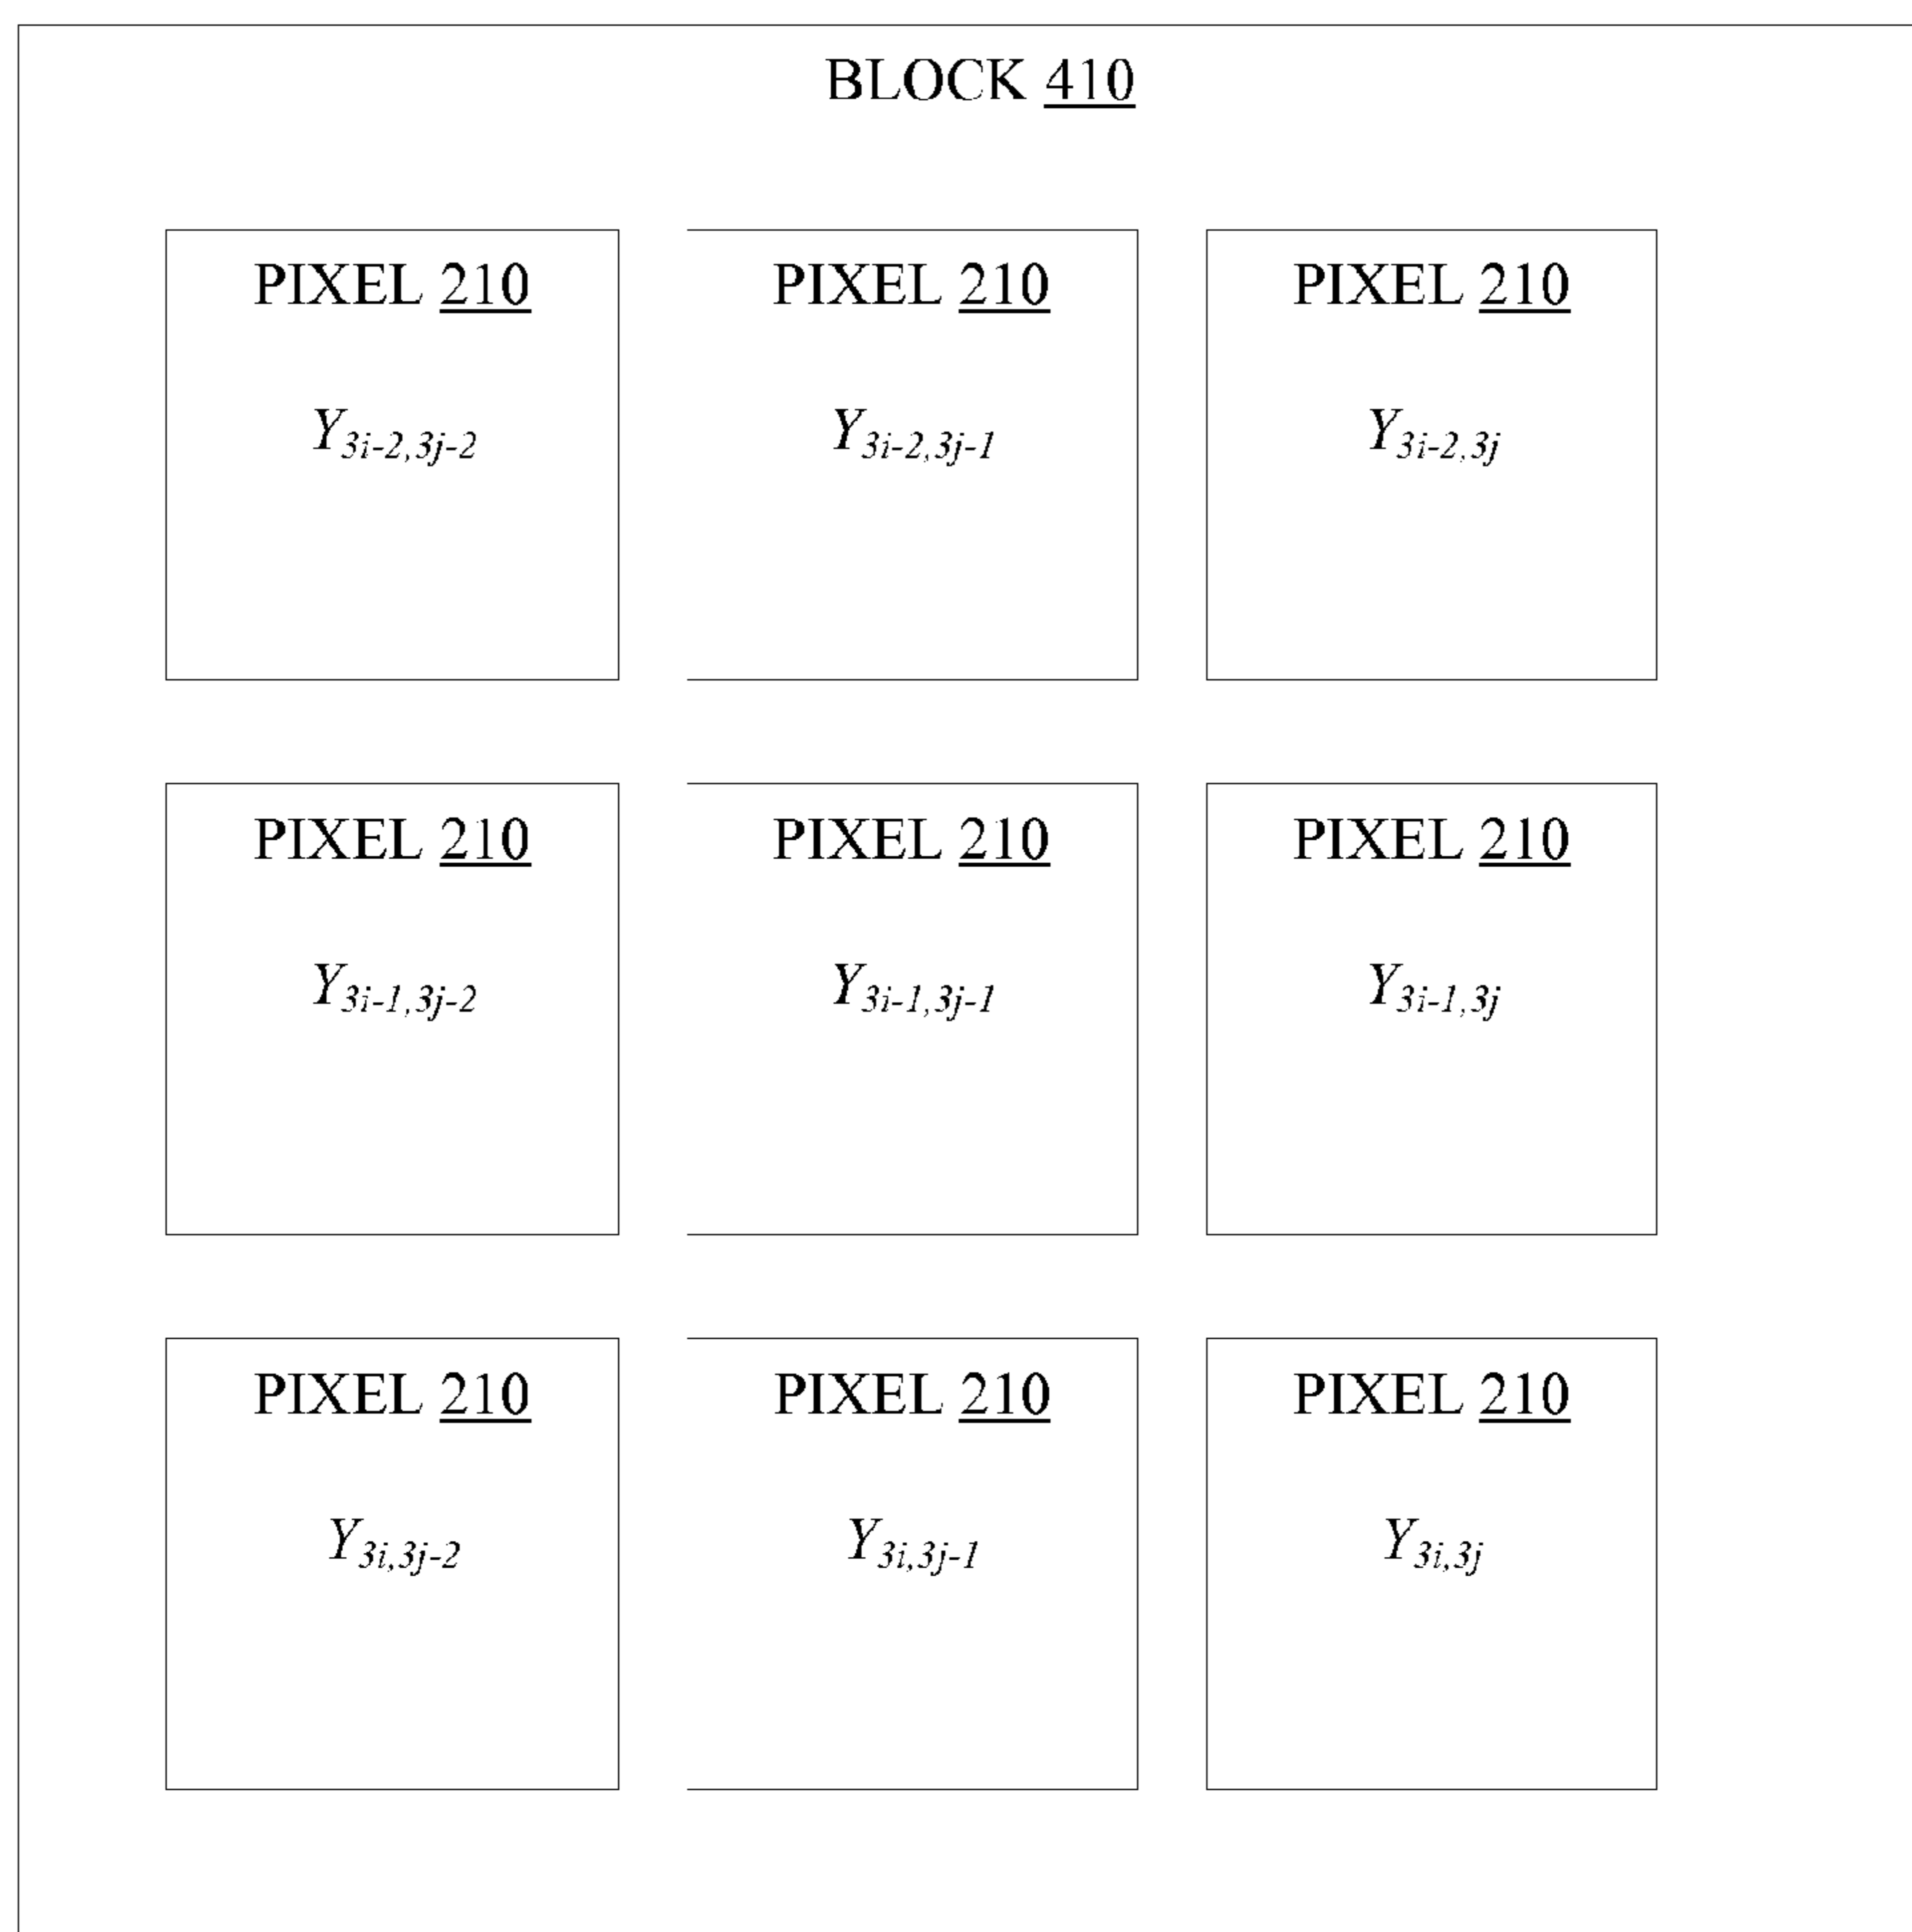 BLOCK 410
PIXEL 210 PIXEL 210 PIXEL 210
Y3i-2,3j-2 Y3i-2,3j-1 Y3i-2,3j
PIXEL 210 PIXEL 210 PIXEL 210
Y3i-1,3j-2 Y3i-1,3j-1 Y3i-1,3j
PIXEL 210 PIXEL 210 PIXEL 210
Y3i,3j-2 Y3i,3j-1 Y3i,3j